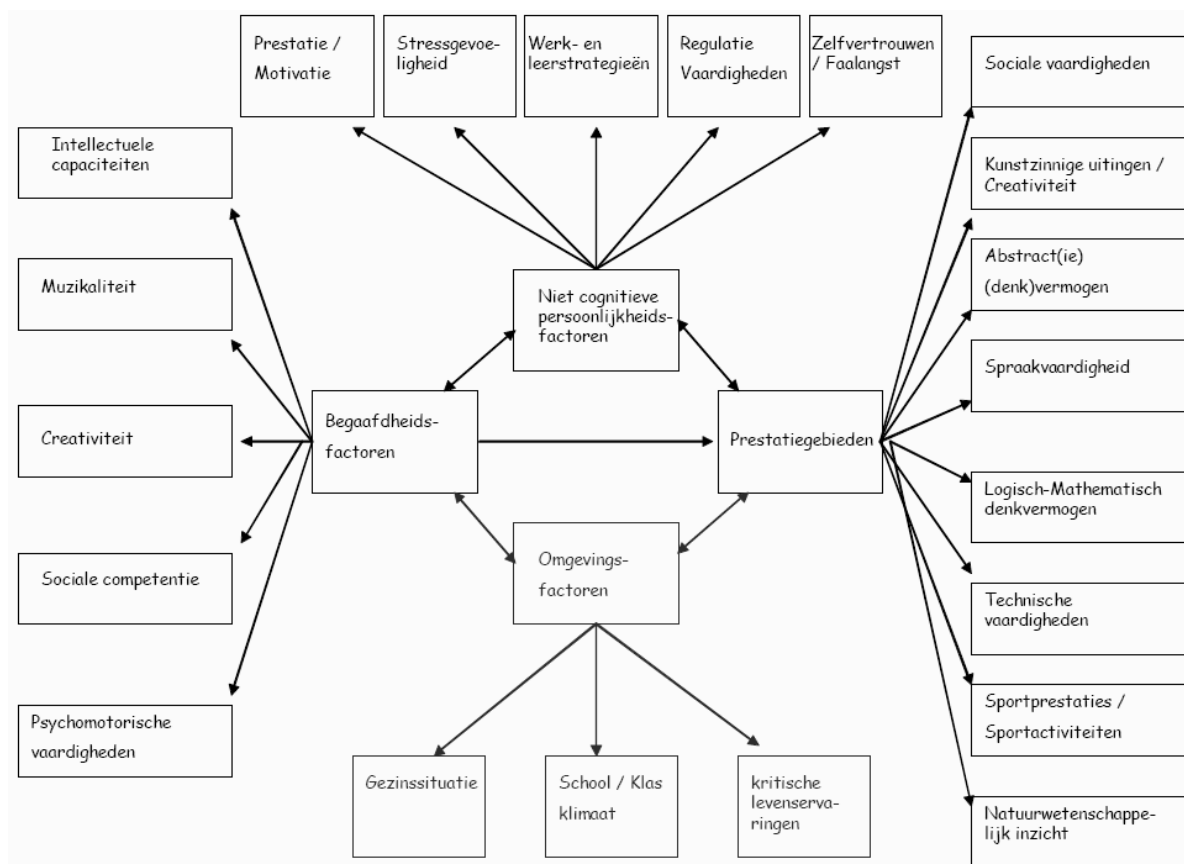 Prestatie /
Motivatie
Stressgevoe-
ligheid
Werk- en
leerstrategieën
Regulatie
Vaardigheden
Zelfvertrouwen
/ Faalangst
Sociale vaardigheden
Intellectuele
capaciteiten
Kunstzinnige uitingen /
Creativiteit
Muzikaliteit
Abstract(ie)
(denk)vermogen
Niet cognitieve
persoonlijkheids-
factoren
Spraakvaardigheid
Creativiteit
Begaafdheids-
factoren
Prestatiegebieden
Logisch-Mathematisch
denkvermogen
Sociale competentie
Omgevings-
factoren
Technische
vaardigheden
Psychomotorische
vaardigheden
Sportprestaties /
Sportactiviteiten
Gezinssituatie
School / Klas
klimaat
kritische
levenserva-
ringen
Natuurwetenschappe-
lijk inzicht